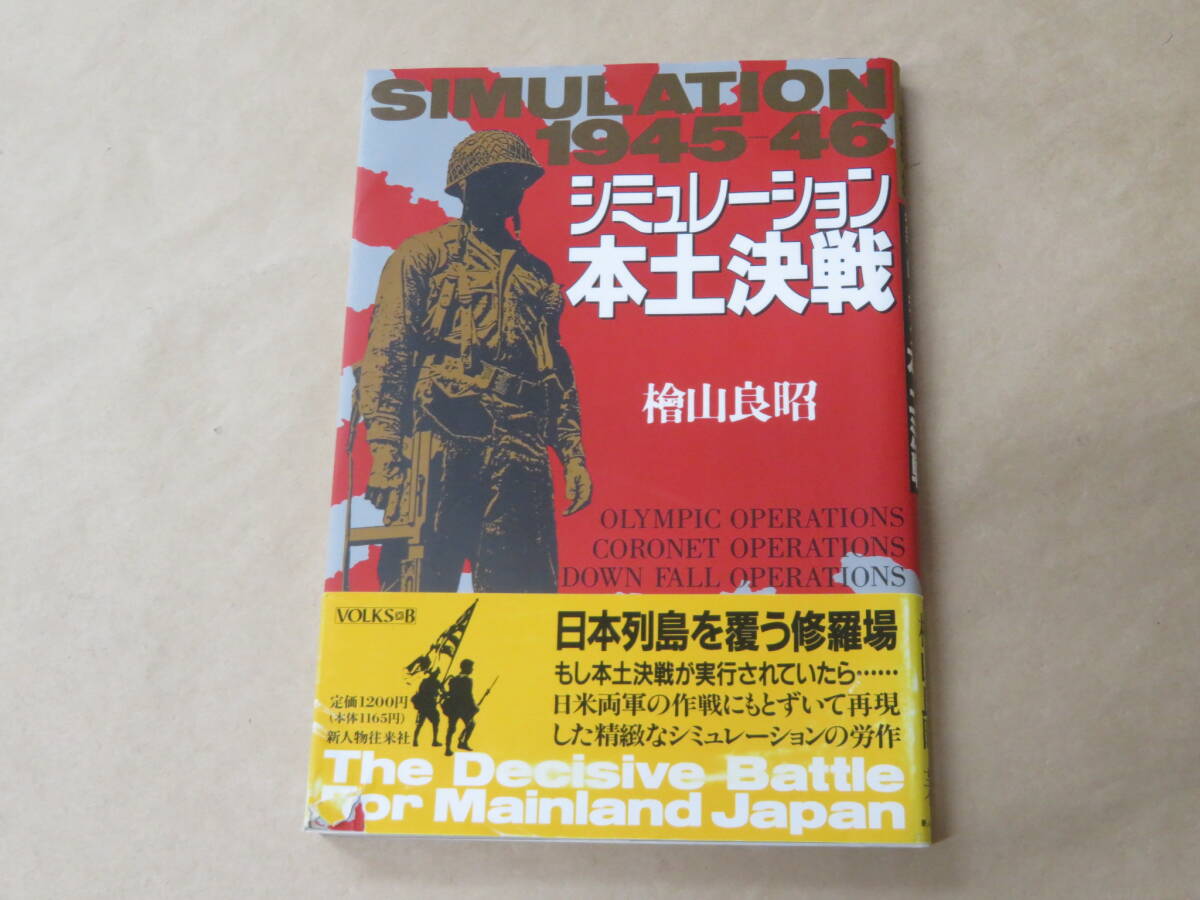 SIMULATION
1945-46
シミュレーション
本土決戦
檜山良昭
OLYMPIC OPERATIONS
CORONET OPERATIONS
DOWN FALL OPERATIONS
VOLKS B
日本列島を覆う修羅場
もし本土決戦が実行されていたら……
日米両軍の作戦にもとずいて再現
した精緻なシミュレーションの労作
定価1200円
(本体1165円)
新人物往来社
The Decisive Battle
For Mainland Japan